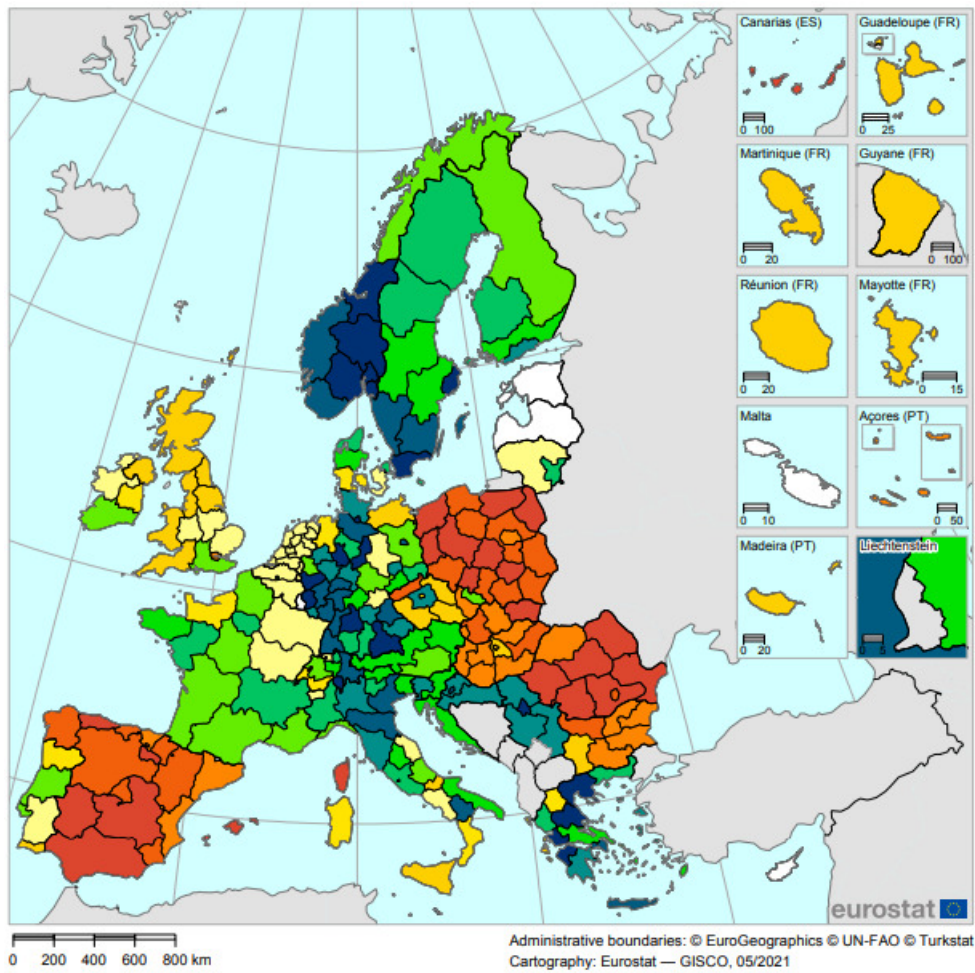 Canarias (ES)
0 100
Guadeloupe (FR)
0 25
Martinique (FR)
0 20
Guyane (FR)
0 100
Réunion (FR)
0 20
Mayotte (FR)
0 15
Malta
0 10
Açores (PT)
0 50
Madeira (PT)
0 20
Liechtenstein
0 5
eurostat
0 200 400 600 800 km
Administrative boundaries: © EuroGeographics © UN-FAO © Turkstat
Cartography: Eurostat — GISCO, 05/2021